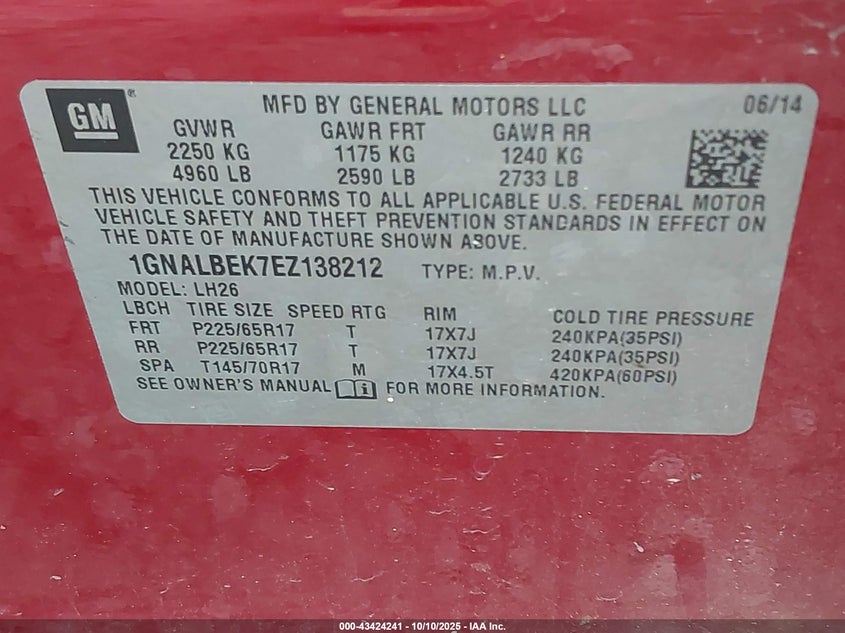 GM® MFD BY GENERAL MOTORS LLC 06/14
GVWR GAWR FRT GAWR RR
2250 KG 1175 KG 1240 KG
4960 LB 2590 LB 2733 LB
THIS VEHICLE CONFORMS TO ALL APPLICABLE U.S. FEDERAL MOTOR
VEHICLE SAFETY AND THEFT PREVENTION STANDARDS IN EFFECT ON
THE DATE OF MANUFACTURE SHOWN ABOVE.
1GNALBEK7EZ138212 TYPE: M.P.V.
MODEL: LH26
LBCH TIRE SIZE SPEED RTG RIM COLD TIRE PRESSURE
FRT P225/65R17 T 17X7J 240KPA(35PSI)
RR P225/65R17 T 17X7J 240KPA(35PSI)
SPA T145/70R17 M 17X4.5T 420KPA(60PSI)
SEE OWNER'S MANUAL FOR MORE INFORMATION.
000-43424241 - 10/10/2025 - IAA Inc.